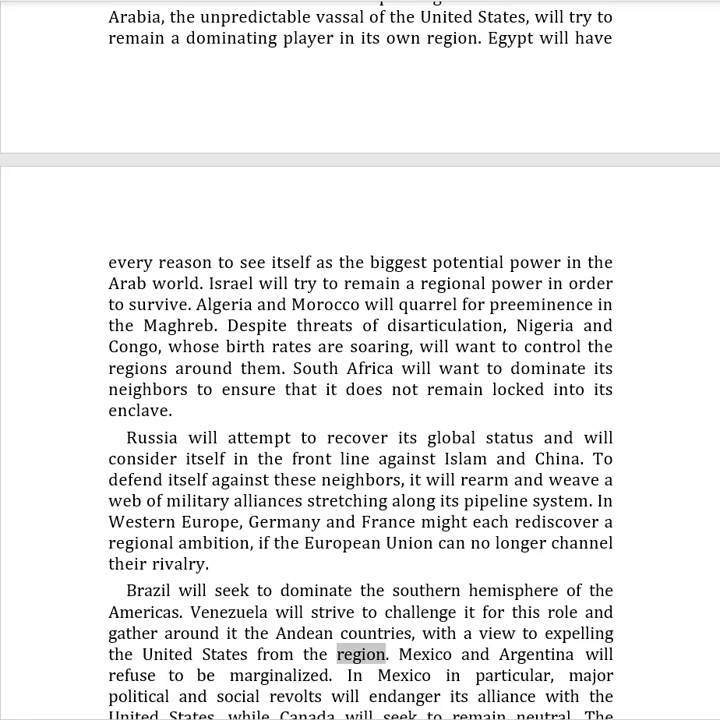 Arabia, the unpredictable vassal of the United States, will try to
remain a dominating player in its own region. Egypt will have
every reason to see itself as the biggest potential power in the
Arab world. Israel will try to remain a regional power in order
to survive. Algeria and Morocco will quarrel for preeminence in
the Maghreb. Despite threats of disarticulation, Nigeria and
Congo, whose birth rates are soaring, will want to control the
regions around them. South Africa will want to dominate its
neighbors to ensure that it does not remain locked into its
enclave.
Russia will attempt to recover its global status and will
consider itself in the front line against Islam and China. To
defend itself against these neighbors, it will rearm and weave a
web of military alliances stretching along its pipeline system. In
Western Europe, Germany and France might each rediscover a
regional ambition, if the European Union can no longer channel
their rivalry.
Brazil will seek to dominate the southern hemisphere of the
Americas. Venezuela will strive to challenge it for this role and
gather around it the Andean countries, with a view to expelling
the United States from the region. Mexico and Argentina will
refuse to be marginalized. In Mexico in particular, major
political and social revolts will endanger its alliance with the
United States, while Canada will seek to remain neutral. The